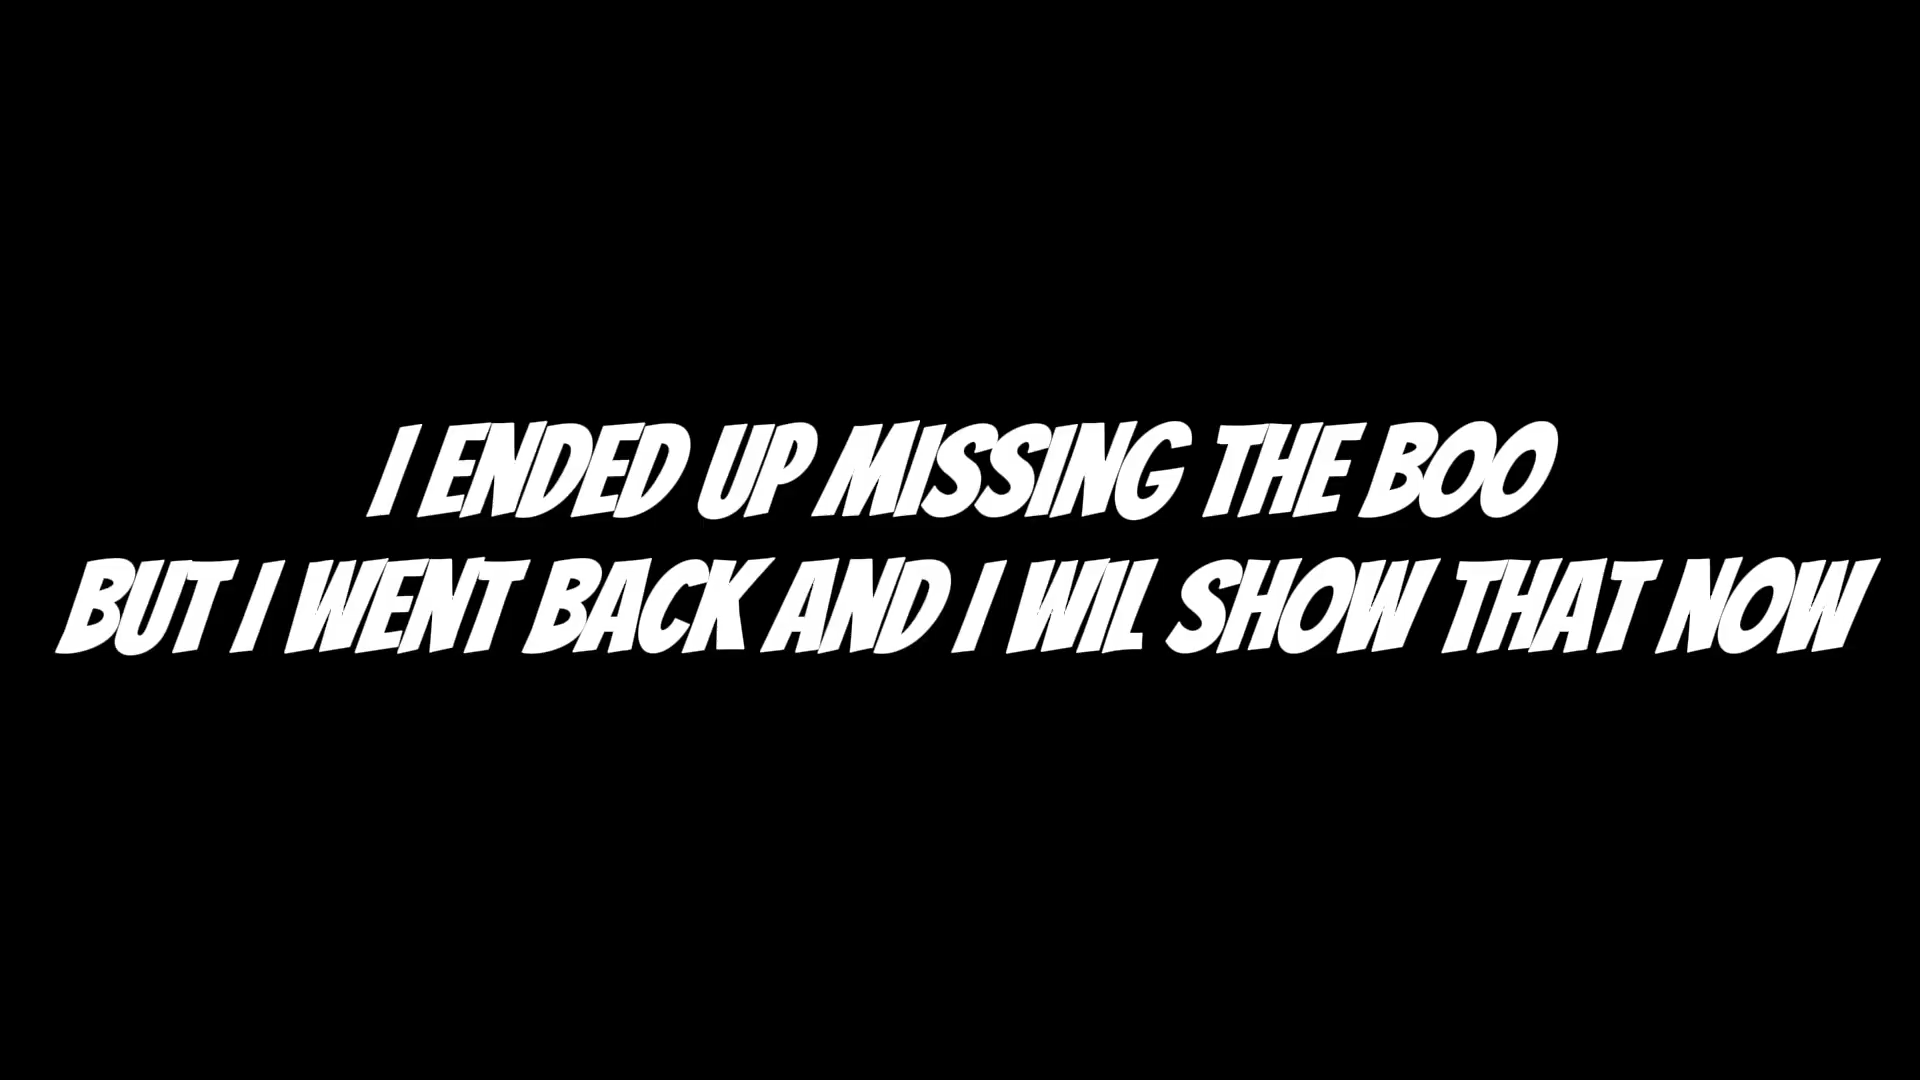 I ENDED UP MISSING THE BOO
BUT I WENT BACK AND I WIL SHOW THAT NOW